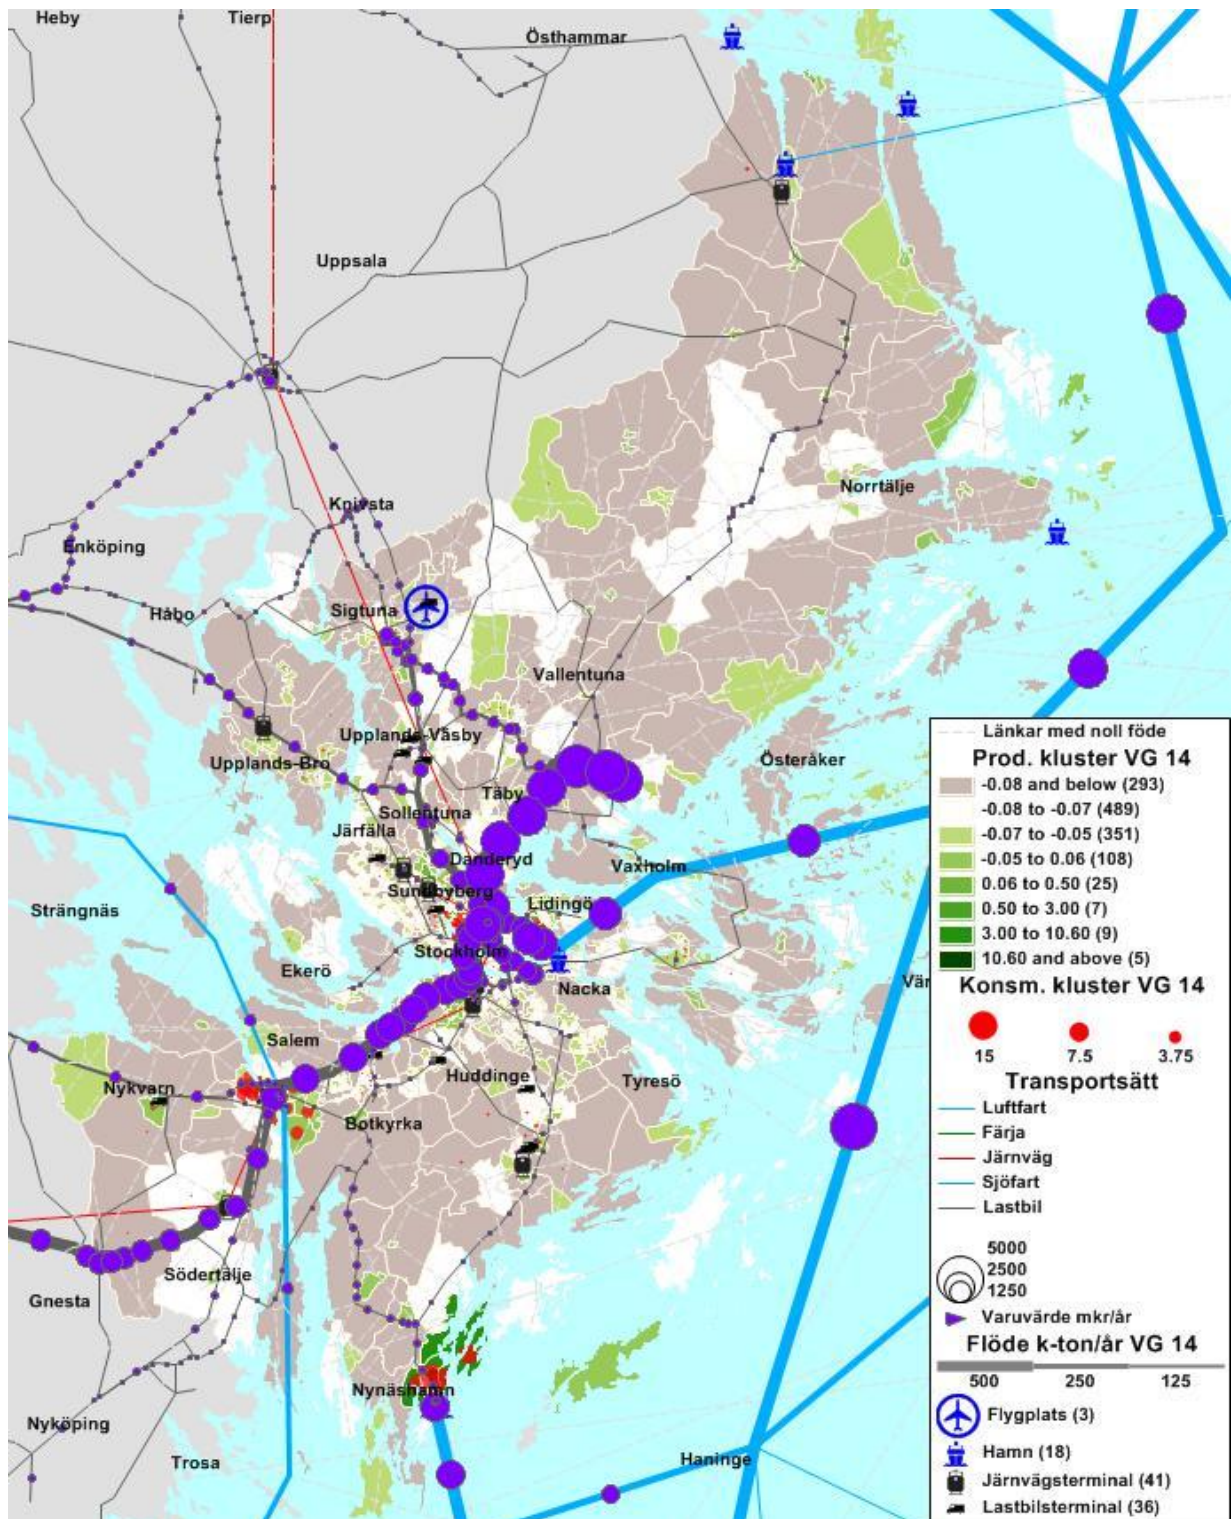 Heby
Tierp
Östhammar
Uppsala
Norrtälje
Knivsta
Enköping
Håbo
Sigtuna
Vallentuna
Upplands-Väsby
Upplands-Bro
Österåker
Täby
Sollentuna
Järfälla
Danderyd
Vaxholm
Sundbyberg
Lidingö
Strängnäs
Stockholm
Ekerö
Nacka
Vär
Salem
Huddinge
Tyresö
Nykvarn
Botkyrka
Södertälje
Gnesta
Nynäshamn
Nyköping
Trosa
Haninge
Länkar med noll föde
Prod. kluster VG 14
-0.08 and below (293)
-0.08 to -0.07 (489)
-0.07 to -0.05 (351)
-0.05 to 0.06 (108)
0.06 to 0.50 (25)
0.50 to 3.00 (7)
3.00 to 10.60 (9)
10.60 and above (5)
Konsm. kluster VG 14
15 7.5 3.75
Transportsätt
Luftfart
Färja
Järnväg
Sjöfart
Lastbil
5000
2500
1250
Varuvärde mkr/år
Flöde k-ton/år VG 14
500 250 125
Flygplats (3)
Hamn (18)
Järnvägsterminal (41)
Lastbilsterminal (36)